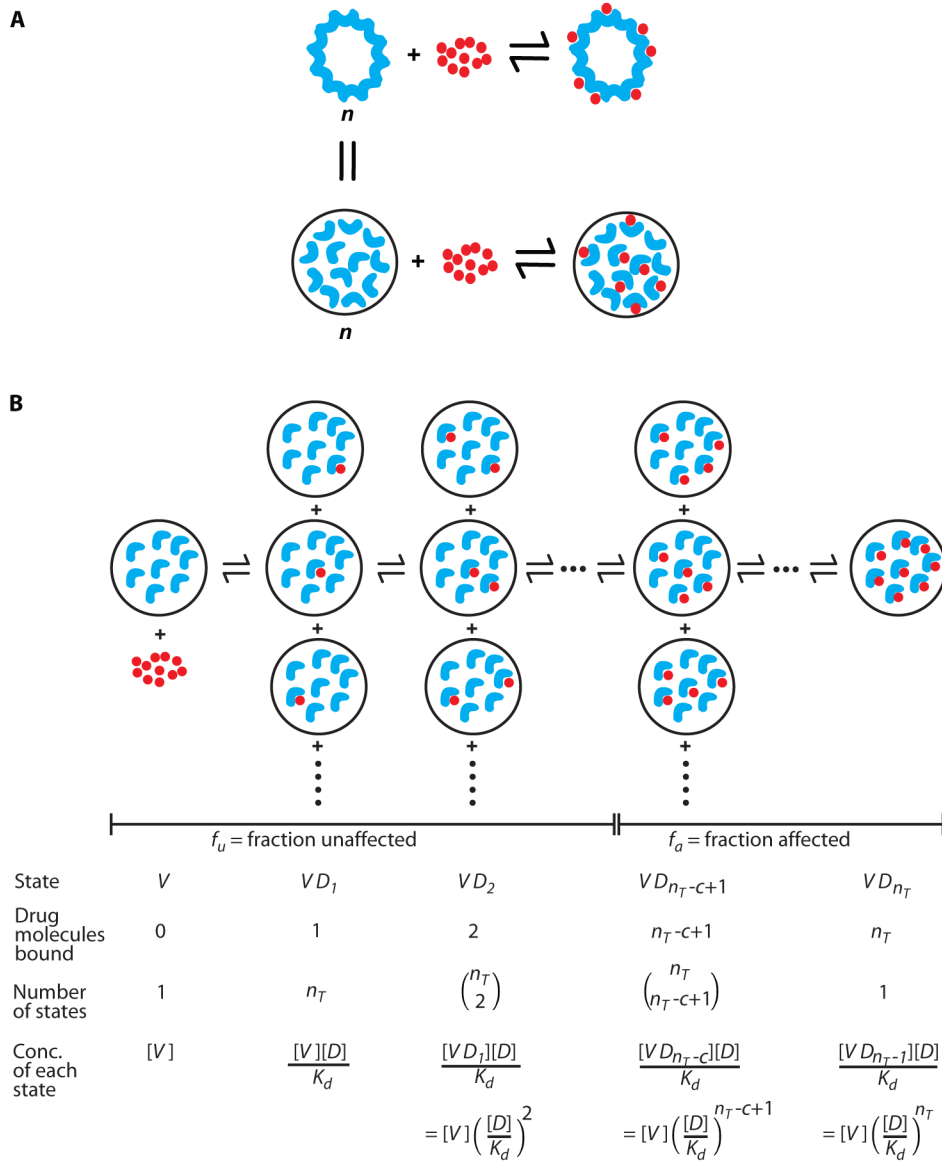 A
+
n
+
n
B
+ +
+
+ + +
+
+ + +
f_u = fraction unaffected f_a = fraction affected
State V VD_1 VD_2 VD_{n_T-c+1} VD_{n_T}
Drug
molecules
bound 0 1 2 n_T-c+1 n_T
Number
of states 1 n_T (n_T 2) (n_T n_T-c+1) 1
Conc.
of each
state [V] [V][D]/K_d [VD_1][D]/K_d [VD_{n_T-c}][D]/K_d [VD_{n_T-1}][D]/K_d
= [V]([D]/K_d)^2 = [V]([D]/K_d)^{n_T-c+1} = [V]([D]/K_d)^{n_T}